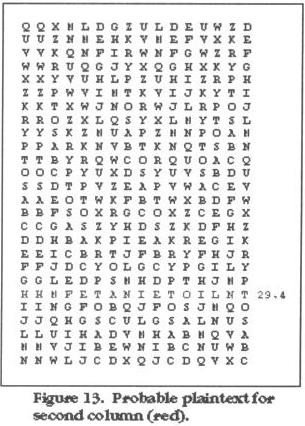 Q Q X M L D G Z U L D E U W Z D
U U Z N M E H K V M E F V X K E
V V K Q N F I R W N F G W Z R F
W W R U Q G J Y X Q G H X K Y G
X X Y V U H L P Z U H I Z R P H
Z Z P W V I M T K V I J K Y T I
K K T X W J N O R W J L R P O J
R R O Z X L Q S Y X L M Y T S L
Y Y S K Z M U A P Z M N P O A M
P P A R K N V B T K N Q T S B N
T T B Y R Q W C O R Q U O A C Q
O O C P Y U X D S Y U V S B D U
S S D T P V Z E A P V W A C E V
A A E O T W K F B T W X B D F W
B B F S O X R G C O X Z C E G X
C C G A S Z Y H D S Z K D F H Z
D D H B A K P I E A K R E G I K
E E I C B R T J F B R Y F H J R
F F J D C Y O L G C Y P G I L Y
G G L E D P S M H D P T H J M P
H H M F E T A N I E T O I L N T 29.4
I I N G F O B Q J F O S J M Q O
J J Q H G S C U L G S A L N U S
L L U I H A D V M H A B M Q V A
M M V J I B E W N I B C N U W B
N N W L J C F X Q J C D Q V X C
Figure 13. Probable plaintext for
second column (red).